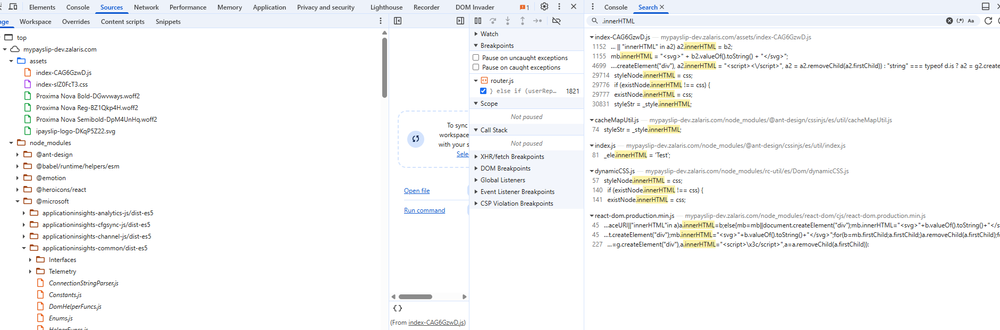 Elements Console Sources Network Performance Memory Application Privacy and security Lighthouse Recorder DOM Invader 1
Workspace Overrides Content scripts Snippets
top
mypayslip-dev.zalaris.com
assets
index-CAG6GzwD.js
index-slZ0FcT3.css
Proxima Nova Bold-DGwvways.woff2
Proxima Nova Reg-BZ1Qkp4H.woff2
Proxima Nova Semibold-DpM4UnHq.woff2
ipayslip-logo-DKqP5Z22.svg
node_modules
@ant-design
@babel/runtime/helpers/esm
@emotion
@heroicons/react
@microsoft
applicationinsights-analytics-js/dist-es5
applicationinsights-cfgsync-js/dist-es5
applicationinsights-channel-js/dist-es5
applicationinsights-common/dist-es5
Interfaces
Telemetry
ConnectionStringParser.js
Constants.js
DomHelperFuncs.js
Enums.js
HelperFuncs.js
To sync
workspace
with your s
Selec
Open file
Run command
{}
(From index-CAG6GzwD.js)
Watch
Breakpoints
Pause on uncaught exceptions
Pause on caught exceptions
router.js
} else if (userRep… 1821
Scope
Not paused
Call Stack
Not paused
XHR/fetch Breakpoints
DOM Breakpoints
Global Listeners
Event Listener Breakpoints
CSP Violation Breakpoints
Console Search
.innerHTML (.*) Aa
index-CAG6GzwD.js — mypayslip-dev.zalaris.com/assets/index-CAG6GzwD.js
1152 … || "innerHTML" in a2) a2.innerHTML = b2;
1155 mb.innerHTML = "<svg>" + b2.valueOf().toString() + "</svg>";
4699 ….createElement("div"), a2.innerHTML = "<script><\/script>", a2 = a2.removeChild(a2.firstChild)) : "string" === typeof d.is ? a2 = g2.create
29714 styleNode.innerHTML = css;
29776 if (existNode.innerHTML !== css) {
29777 existNode.innerHTML = css;
30831 styleStr = _style.innerHTML;
cacheMapUtil.js — mypayslip-dev.zalaris.com/node_modules/@ant-design/cssinjs/es/util/cacheMapUtil.js
74 styleStr = _style.innerHTML;
index.js — mypayslip-dev.zalaris.com/node_modules/@ant-design/cssinjs/es/util/index.js
81 _ele.innerHTML = 'Test';
dynamicCSS.js — mypayslip-dev.zalaris.com/node_modules/rc-util/es/Dom/dynamicCSS.js
57 styleNode.innerHTML = css;
140 if (existNode.innerHTML !== css) {
141 existNode.innerHTML = css;
react-dom.production.min.js — mypayslip-dev.zalaris.com/node_modules/react-dom/cjs/react-dom.production.min.js
45 …aceURI||"innerHTML"in a)a.innerHTML=b;else{mb=mb||document.createElement("div");mb.innerHTML="<svg>"+b.valueOf().toString()+"</s
45 …t.createElement("div");mb.innerHTML="<svg>"+b.valueOf().toString()+"</svg>";for(b=mb.firstChild;a.firstChild;)a.removeChild(a.firstChild);f
227 …=g.createElement("div"),a.innerHTML="<script>\x3c/script>",a=a.removeChild(a.firstChild)):